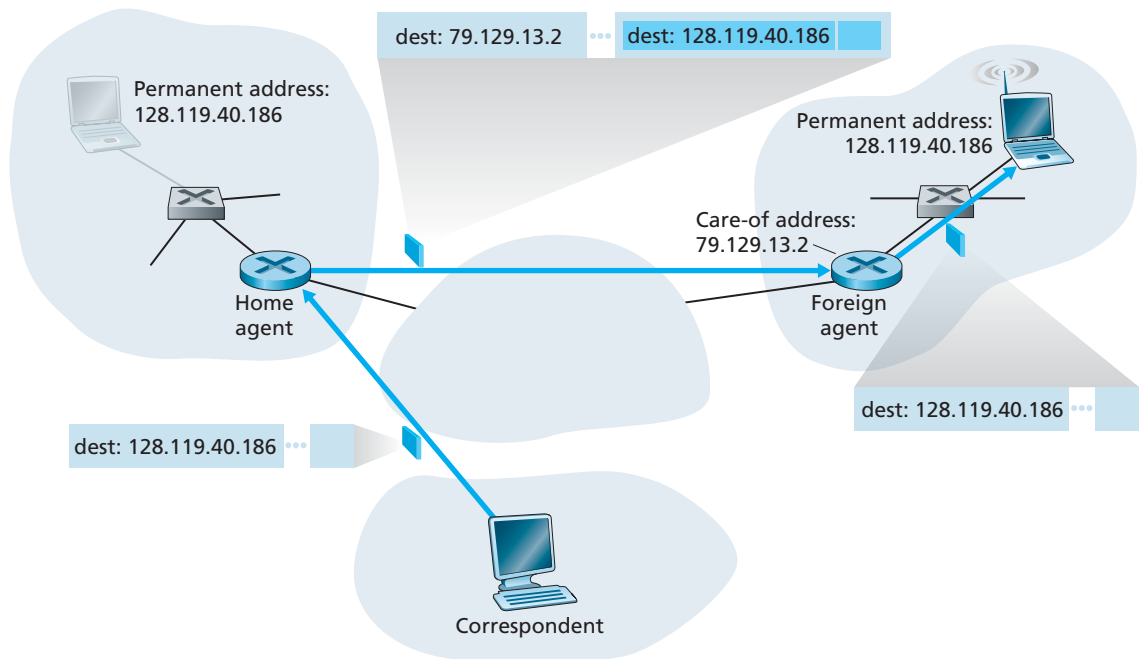 dest: 79.129.13.2
dest: 128.119.40.186
Permanent address:
128.119.40.186
Permanent address:
128.119.40.186
Care-of address:
79.129.13.2
Home
agent
Foreign
agent
dest: 128.119.40.186
dest: 128.119.40.186
Correspondent